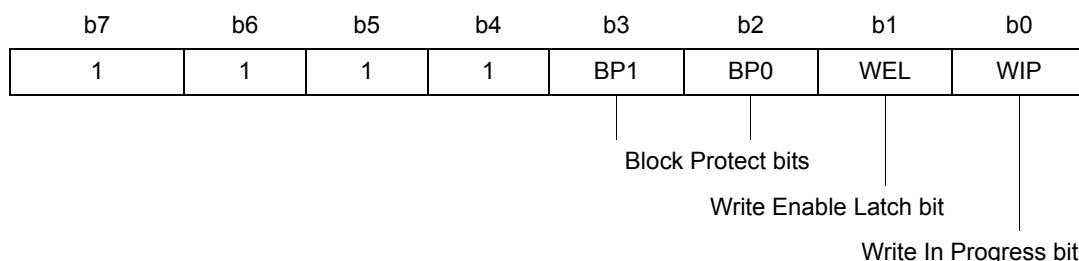 b7 b6 b5 b4 b3 b2 b1 b0
1 1 1 1 BP1 BP0 WEL WIP
Block Protect bits
Write Enable Latch bit
Write In Progress bit